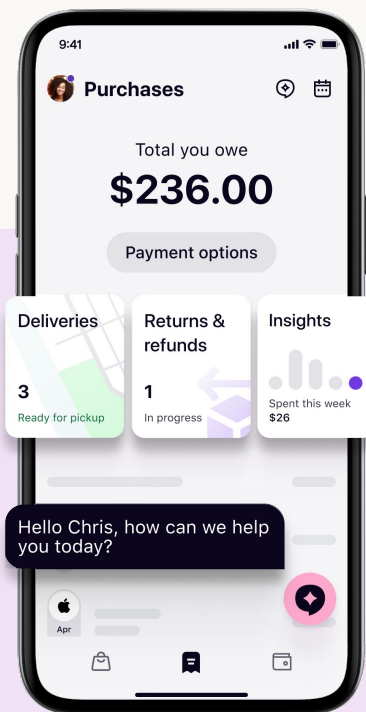 9:41
Purchases
Total you owe
$236.00
Payment options
Deliveries
3
Ready for pickup
Returns &
refunds
1
In progress
Insights
Spent this week
$26
Hello Chris, how can we help
you today?
Apr